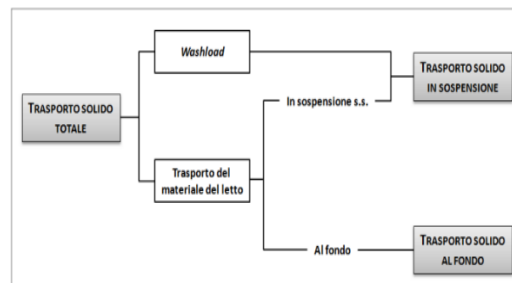 Washload
TRASPORTO SOLIDO
IN SOSPENSIONE
In sospensione s.s.
TRASPORTO SOLIDO
TOTALE
Trasporto del
materiale del letto
Al fondo
TRASPORTO SOLIDO
AL FONDO